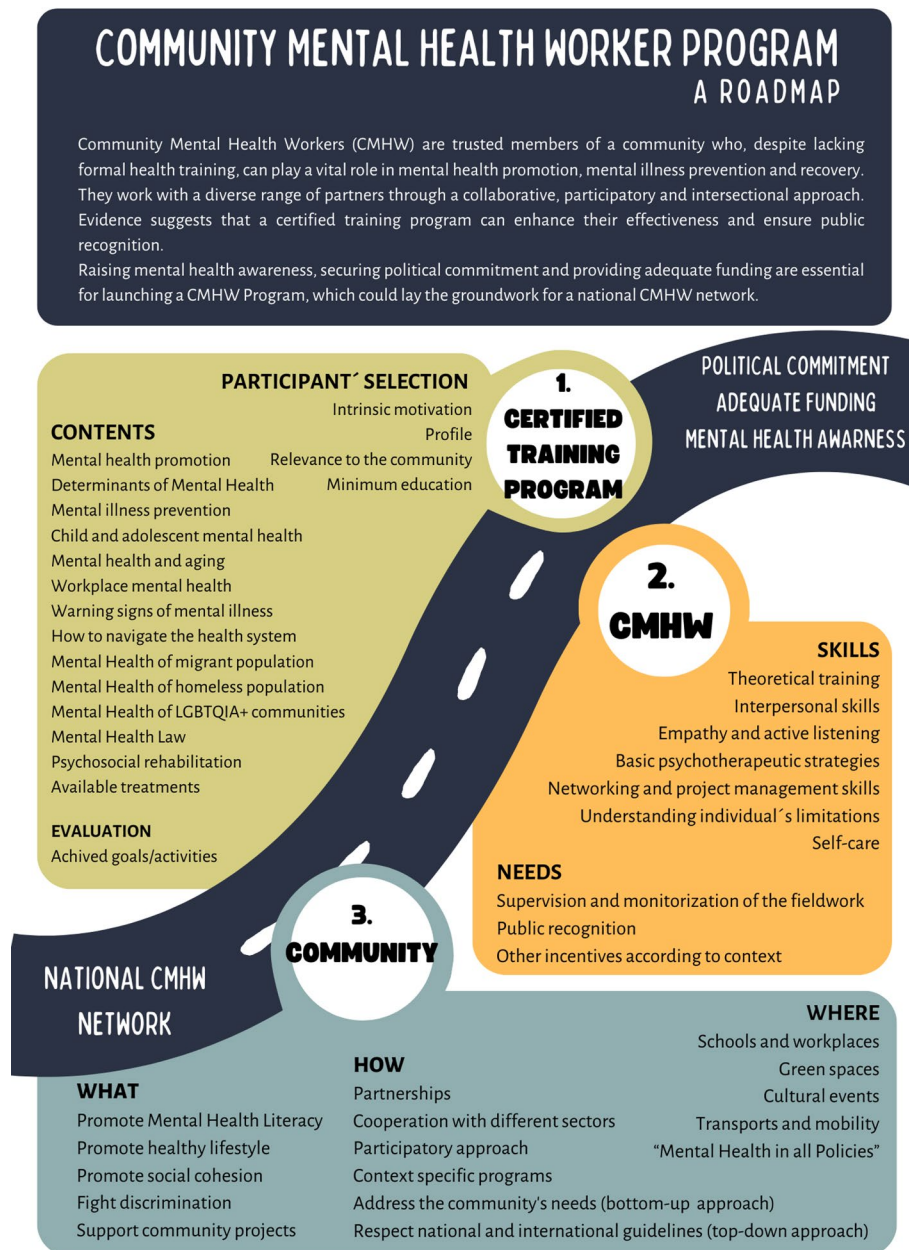 COMMUNITY MENTAL HEALTH WORKER PROGRAM
A ROADMAP
Community Mental Health Workers (CMHW) are trusted members of a community who, despite lacking
formal health training, can play a vital role in mental health promotion, mental illness prevention and recovery.
They work with a diverse range of partners through a collaborative, participatory and intersectional approach.
Evidence suggests that a certified training program can enhance their effectiveness and ensure public
recognition.
Raising mental health awareness, securing political commitment and providing adequate funding are essential
for launching a CMHW Program, which could lay the groundwork for a national CMHW network.
POLITICAL COMMITMENT
ADEQUATE FUNDING
MENTAL HEALTH AWARNESS
1.
CERTIFIED
TRAINING
PROGRAM
PARTICIPANT´ SELECTION
Intrinsic motivation
Profile
Relevance to the community
Minimum education
CONTENTS
Mental health promotion
Determinants of Mental Health
Mental illness prevention
Child and adolescent mental health
Mental health and aging
Workplace mental health
Warning signs of mental illness
How to navigate the health system
Mental Health of migrant population
Mental Health of homeless population
Mental Health of LGBTQIA+ communities
Mental Health Law
Psychosocial rehabilitation
Available treatments
EVALUATION
Achived goals/activities
2.
CMHW
SKILLS
Theoretical training
Interpersonal skills
Empathy and active listening
Basic psychotherapeutic strategies
Networking and project management skills
Understanding individual´s limitations
Self-care
NEEDS
Supervision and monitorization of the fieldwork
Public recognition
Other incentives according to context
3.
COMMUNITY
NATIONAL CMHW
NETWORK
WHAT
Promote Mental Health Literacy
Promote healthy lifestyle
Promote social cohesion
Fight discrimination
Support community projects
HOW
Partnerships
Cooperation with different sectors
Participatory approach
Context specific programs
Address the community's needs (bottom-up approach)
Respect national and international guidelines (top-down approach)
WHERE
Schools and workplaces
Green spaces
Cultural events
Transports and mobility
“Mental Health in all Policies”